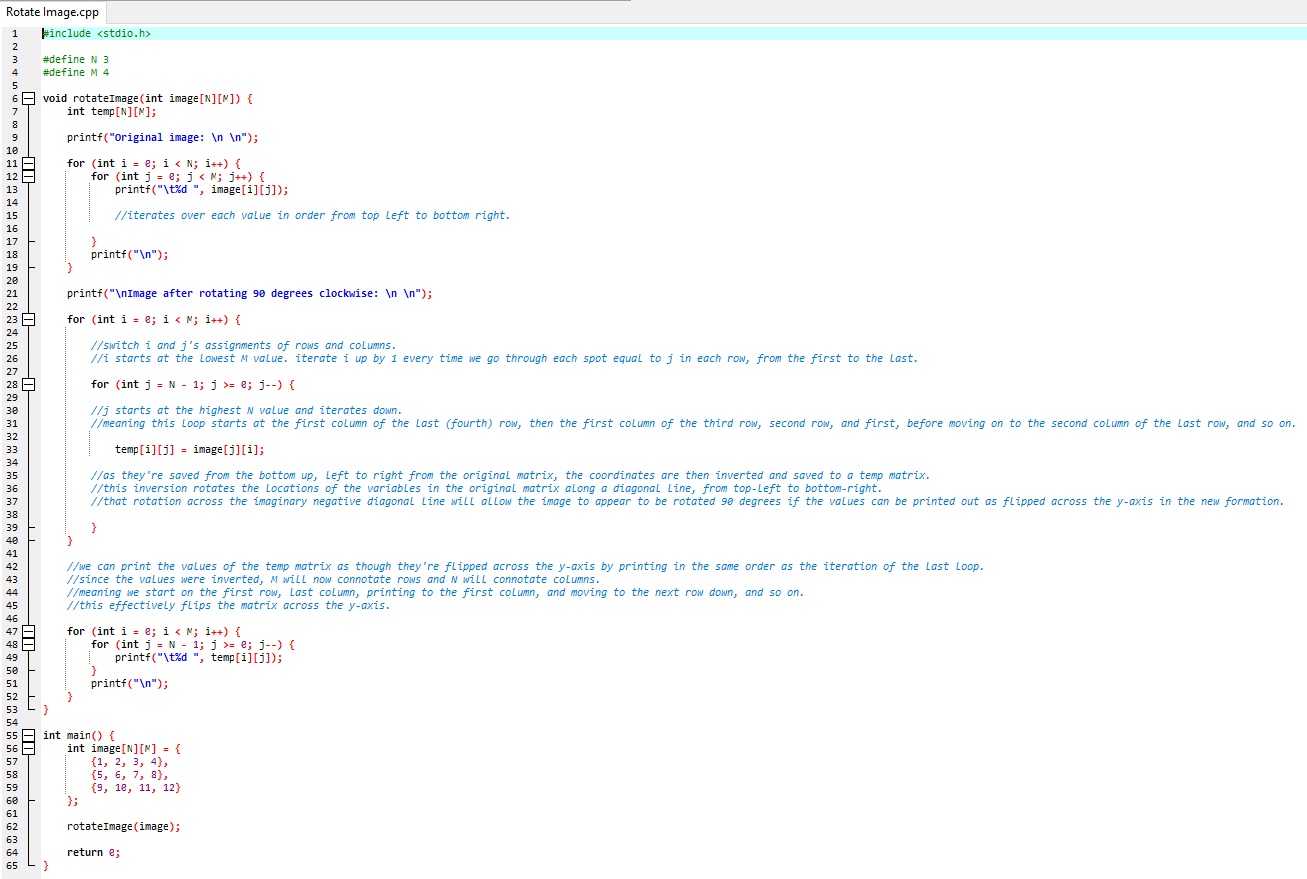 Rotate Image.cpp
1 #include <stdio.h>
2
3 #define N 3
4 #define M 4
5
6 void rotateImage(int image[N][M]) {
7 int temp[N][M];
8
9 printf("Original image: \n \n");
10
11 for (int i = 0; i < N; i++) {
12 for (int j = 0; j < M; j++) {
13 printf("\t%d ", image[i][j]);
14
15 //iterates over each value in order from top left to bottom right.
16
17 }
18 printf("\n");
19 }
20
21 printf("\nImage after rotating 90 degrees clockwise: \n \n");
22
23 for (int i = 0; i < M; i++) {
24
25 //switch i and j's assignments of rows and columns.
26 //i starts at the lowest M value. iterate i up by 1 every time we go through each spot equal to j in each row, from the first to the last.
27
28 for (int j = N - 1; j >= 0; j--) {
29
30 //j starts at the highest N value and iterates down.
31 //meaning this loop starts at the first column of the last (fourth) row, then the first column of the third row, second row, and first, before moving on to the second column of the last row, and so on.
32
33 temp[i][j] = image[j][i];
34
35 //as they're saved from the bottom up, left to right from the original matrix, the coordinates are then inverted and saved to a temp matrix.
36 //this inversion rotates the locations of the variables in the original matrix along a diagonal line, from top-left to bottom-right.
37 //that rotation across the imaginary negative diagonal line will allow the image to appear to be rotated 90 degrees if the values can be printed out as flipped across the y-axis in the new formation.
38
39 }
40 }
41
42 //we can print the values of the temp matrix as though they're flipped across the y-axis by printing in the same order as the iteration of the last loop.
43 //since the values were inverted, M will now connotate rows and N will connotate columns.
44 //meaning we start on the first row, last column, printing to the first column, and moving to the next row down, and so on.
45 //this effectively flips the matrix across the y-axis.
46
47 for (int i = 0; i < M; i++) {
48 for (int j = N - 1; j >= 0; j--) {
49 printf("\t%d ", temp[i][j]);
50 }
51 printf("\n");
52 }
53 }
54
55 int main() {
56 int image[N][M] = {
57 {1, 2, 3, 4},
58 {5, 6, 7, 8},
59 {9, 10, 11, 12}
60 };
61
62 rotateImage(image);
63
64 return 0;
65 }